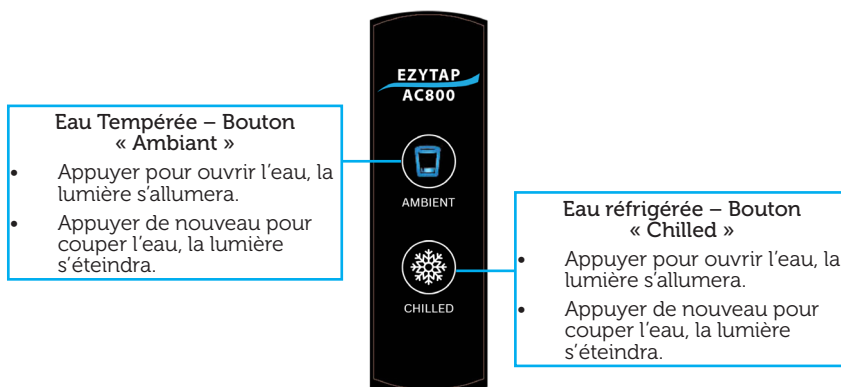 EZYTAP
AC800
Eau Tempérée – Bouton
« Ambiant »
• Appuyer pour ouvrir l’eau, la
lumière s’allumera.
• Appuyer de nouveau pour
couper l’eau, la lumière
s’éteindra.
AMBIENT
Eau réfrigérée – Bouton
« Chilled »
• Appuyer pour ouvrir l’eau, la
lumière s’allumera.
• Appuyer de nouveau pour
couper l’eau, la lumière
s’éteindra.
CHILLED